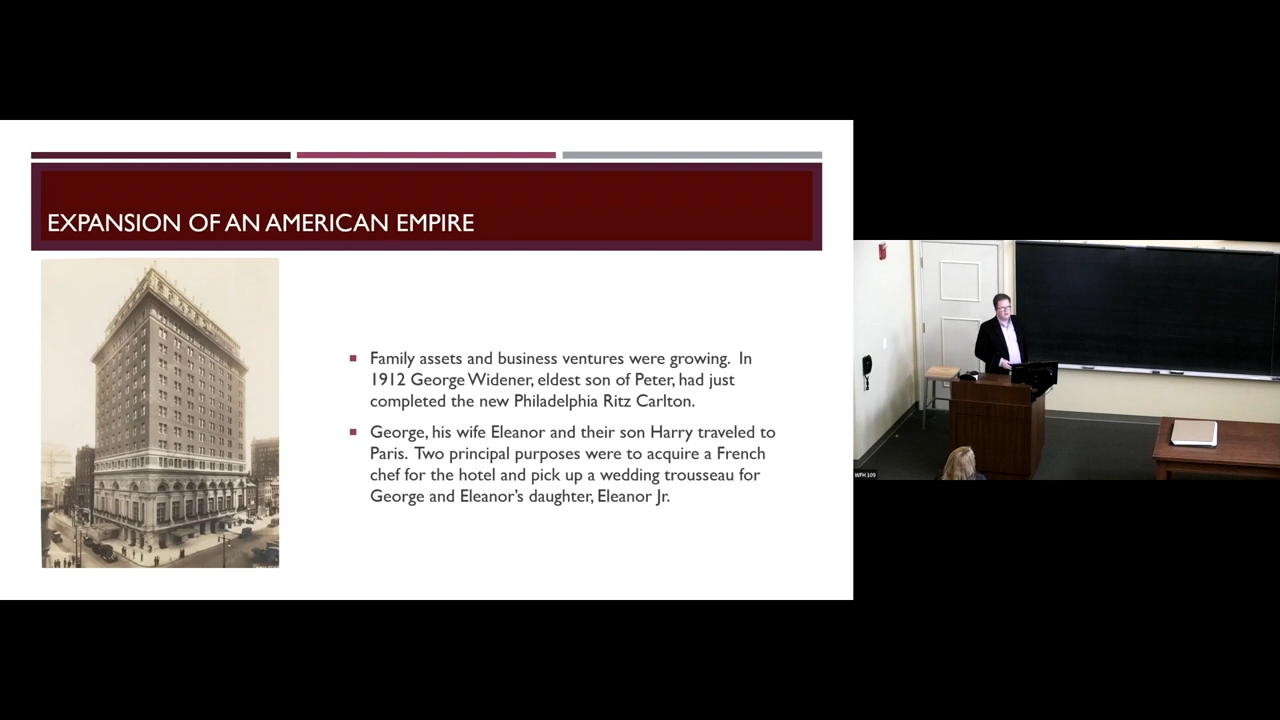 EXPANSION OF AN AMERICAN EMPIRE
Family assets and business ventures were growing. In
1912 George Widener, eldest son of Peter, had just
completed the new Philadelphia Ritz Carlton.
George, his wife Eleanor and their son Harry traveled to
Paris. Two principal purposes were to acquire a French
chef for the hotel and pick up a wedding trousseau for
George and Eleanor's daughter, Eleanor Jr.
WFH 109